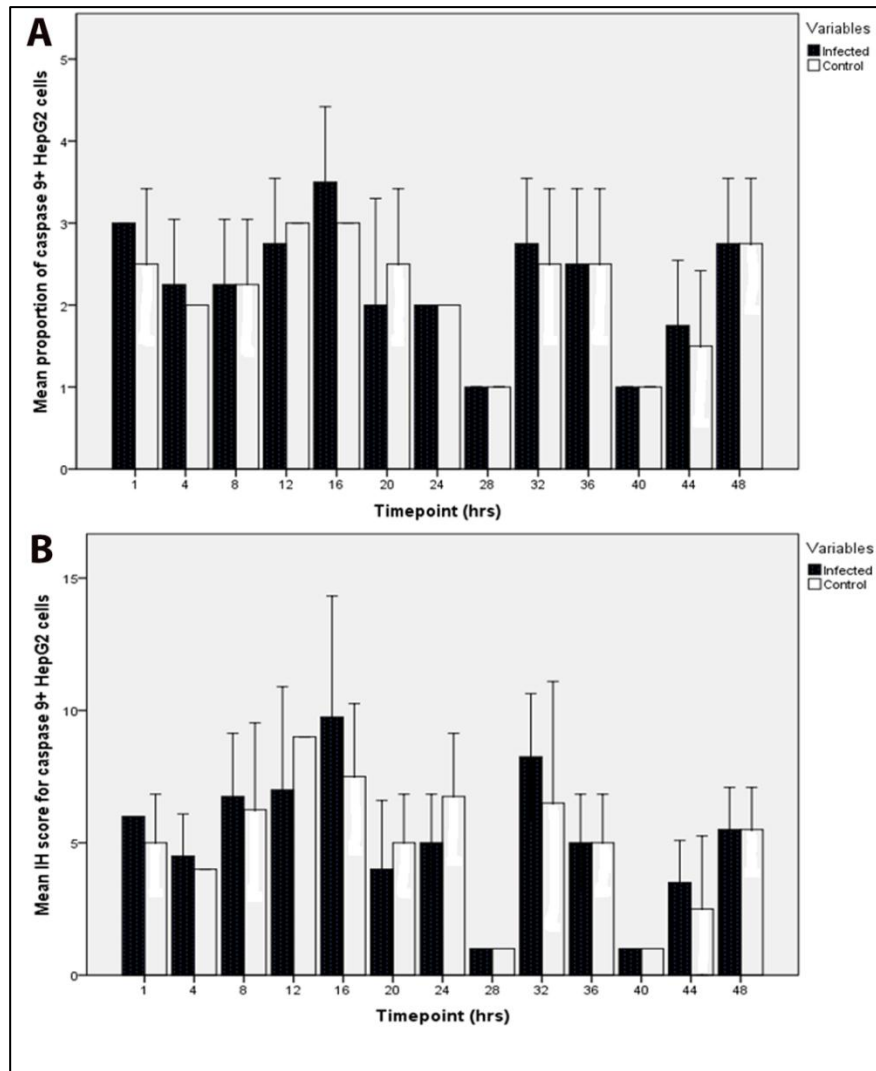 A
Variables
Infected
Control
Mean proportion of caspase 9+ HepG2 cells
5
4
3
2
1
0
1 4 8 12 16 20 24 28 32 36 40 44 48
Timepoint (hrs)
B
Variables
Infected
Control
Mean IH score for caspase 9+ HepG2 cells
15
10
5
0
1 4 8 12 16 20 24 28 32 36 40 44 48
Timepoint (hrs)